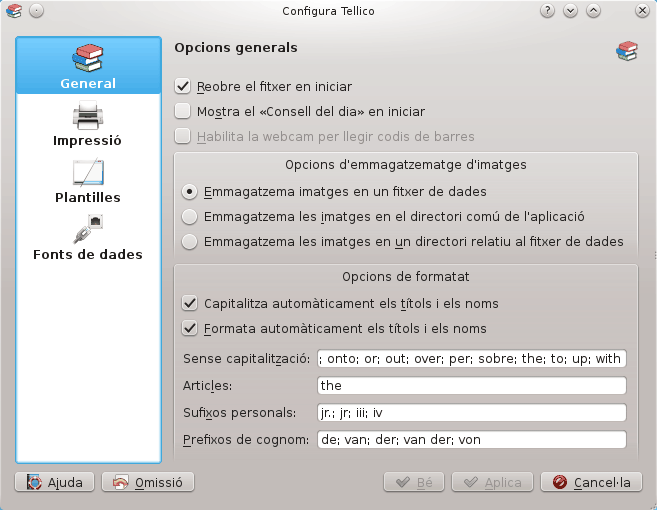 Configura Tellico
General
Impressió
Plantilles
Fonts de dades
Opcions generals
Reobre el fitxer en iniciar
Mostra el «Consell del dia» en iniciar
Habilita la webcam per llegir codis de barres
Opcions d'emmagatzematge d'imatges
Emmagatzema imatges en un fitxer de dades
Emmagatzema les imatges en el directori comú de l'aplicació
Emmagatzema les imatges en un directori relatiu al fitxer de dades
Opcions de formatat
Capitalitza automàticament els títols i els noms
Formata automàticament els títols i els noms
Sense capitalització: ; onto; or; out; over; per; sobre; the; to; up; with
Articles: the
Sufixos personals: jr.; jr; iii; iv
Prefixos de cognom: de; van; der; van der; von
Ajuda Omissió Bé Aplica Cancel·la